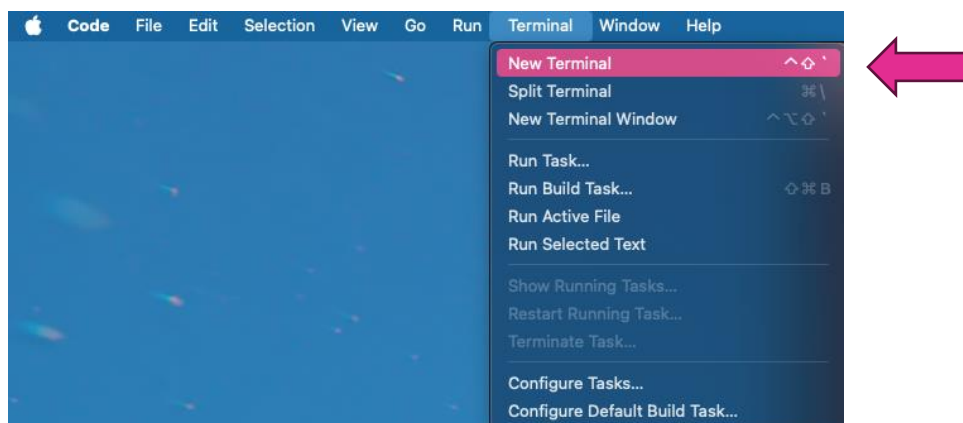 Code File Edit Selection View Go Run Terminal Window Help
New Terminal ^⇧`
Split Terminal ⌘\
New Terminal Window ^⌥⇧`
Run Task...
Run Build Task... ⇧⌘B
Run Active File
Run Selected Text
Show Running Tasks...
Restart Running Task...
Terminate Task...
Configure Tasks...
Configure Default Build Task...